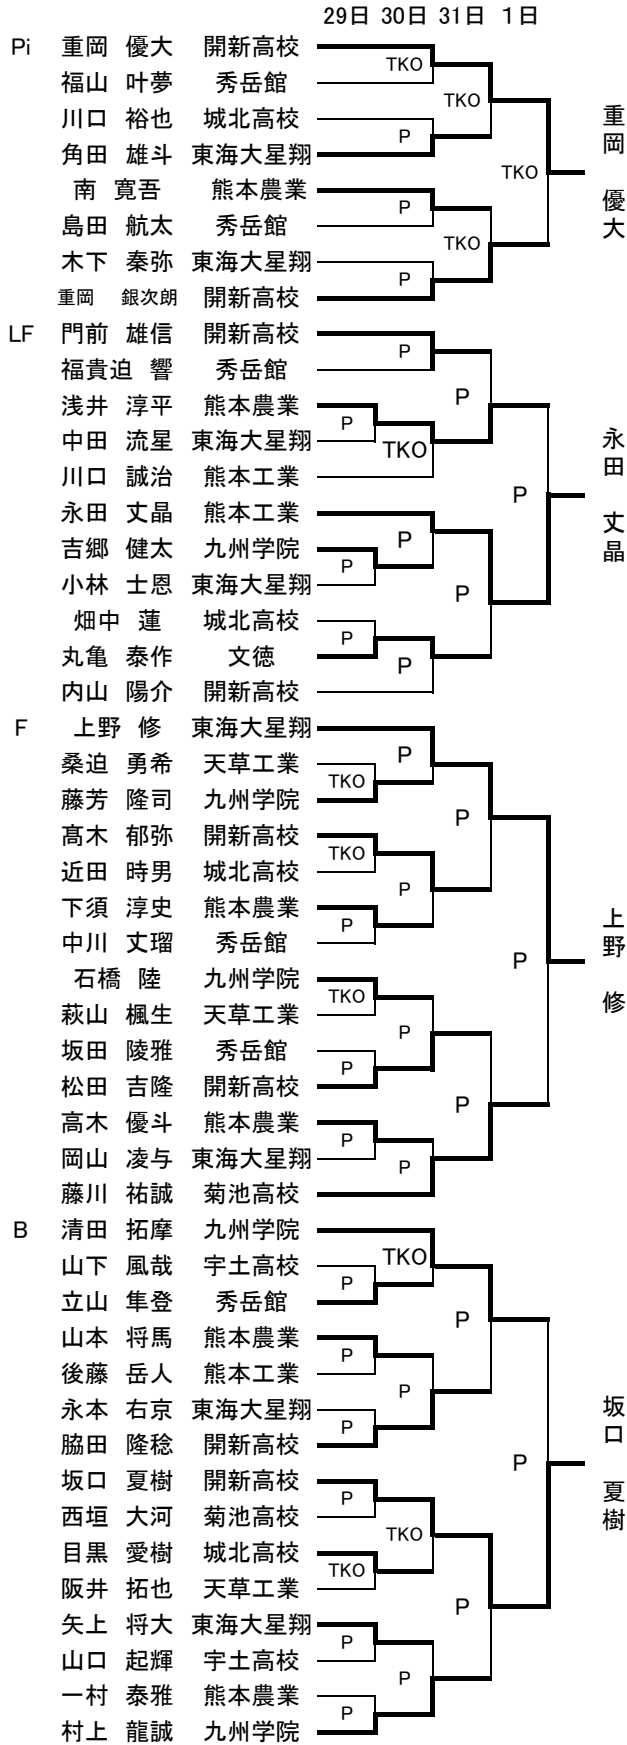 29日 30日 31日 1日
Pi 重岡 優大 開新高校
TKO
福山 叶夢 秀岳館
TKO
川口 裕也 城北高校
P
角田 雄斗 東海大星翔
TKO
重岡 優大
南 寛吾 熊本農業
P
島田 航太 秀岳館
TKO
木下 秦弥 東海大星翔
P
重岡 銀次朗 開新高校
LF 門前 雄信 開新高校
P
福貴迫 響 秀岳館
P
浅井 淳平 熊本農業
P
中田 流星 東海大星翔
TKO
川口 誠治 熊本工業
P
永田 丈晶
永田 丈晶 熊本工業
P
吉郷 健太 九州学院
P
小林 士恩 東海大星翔
P
畑中 蓮 城北高校
P
丸亀 泰作 文徳
P
内山 陽介 開新高校
F 上野 修 東海大星翔
P
桑迫 勇希 天草工業
TKO
藤芳 隆司 九州学院
P
髙木 郁弥 開新高校
TKO
近田 時男 城北高校
P
下須 淳史 熊本農業
P
中川 丈瑠 秀岳館
P
上野 修
石橋 陸 九州学院
TKO
萩山 楓生 天草工業
P
坂田 陵雅 秀岳館
P
松田 吉隆 開新高校
P
高木 優斗 熊本農業
P
岡山 凌与 東海大星翔
P
藤川 祐誠 菊池高校
B 清田 拓摩 九州学院
TKO
山下 風哉 宇土高校
P
立山 隼登 秀岳館
P
山本 将馬 熊本農業
P
後藤 岳人 熊本工業
P
永本 右京 東海大星翔
P
脇田 隆稔 開新高校
P
坂口 夏樹
坂口 夏樹 開新高校
P
西垣 大河 菊池高校
TKO
目黒 愛樹 城北高校
TKO
阪井 拓也 天草工業
P
矢上 将大 東海大星翔
P
山口 起輝 宇土高校
P
一村 泰雅 熊本農業
P
村上 龍誠 九州学院